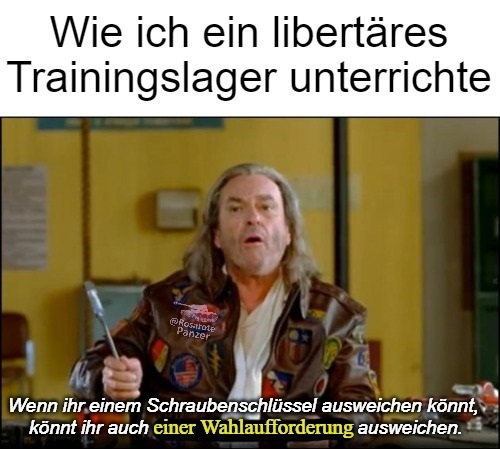 Wie ich ein libertäres
Trainingslager unterrichte
@Rosarote
Panzer
Wenn ihr einem Schraubenschlüssel ausweichen könnt,
könnt ihr auch einer Wahlaufforderung ausweichen.